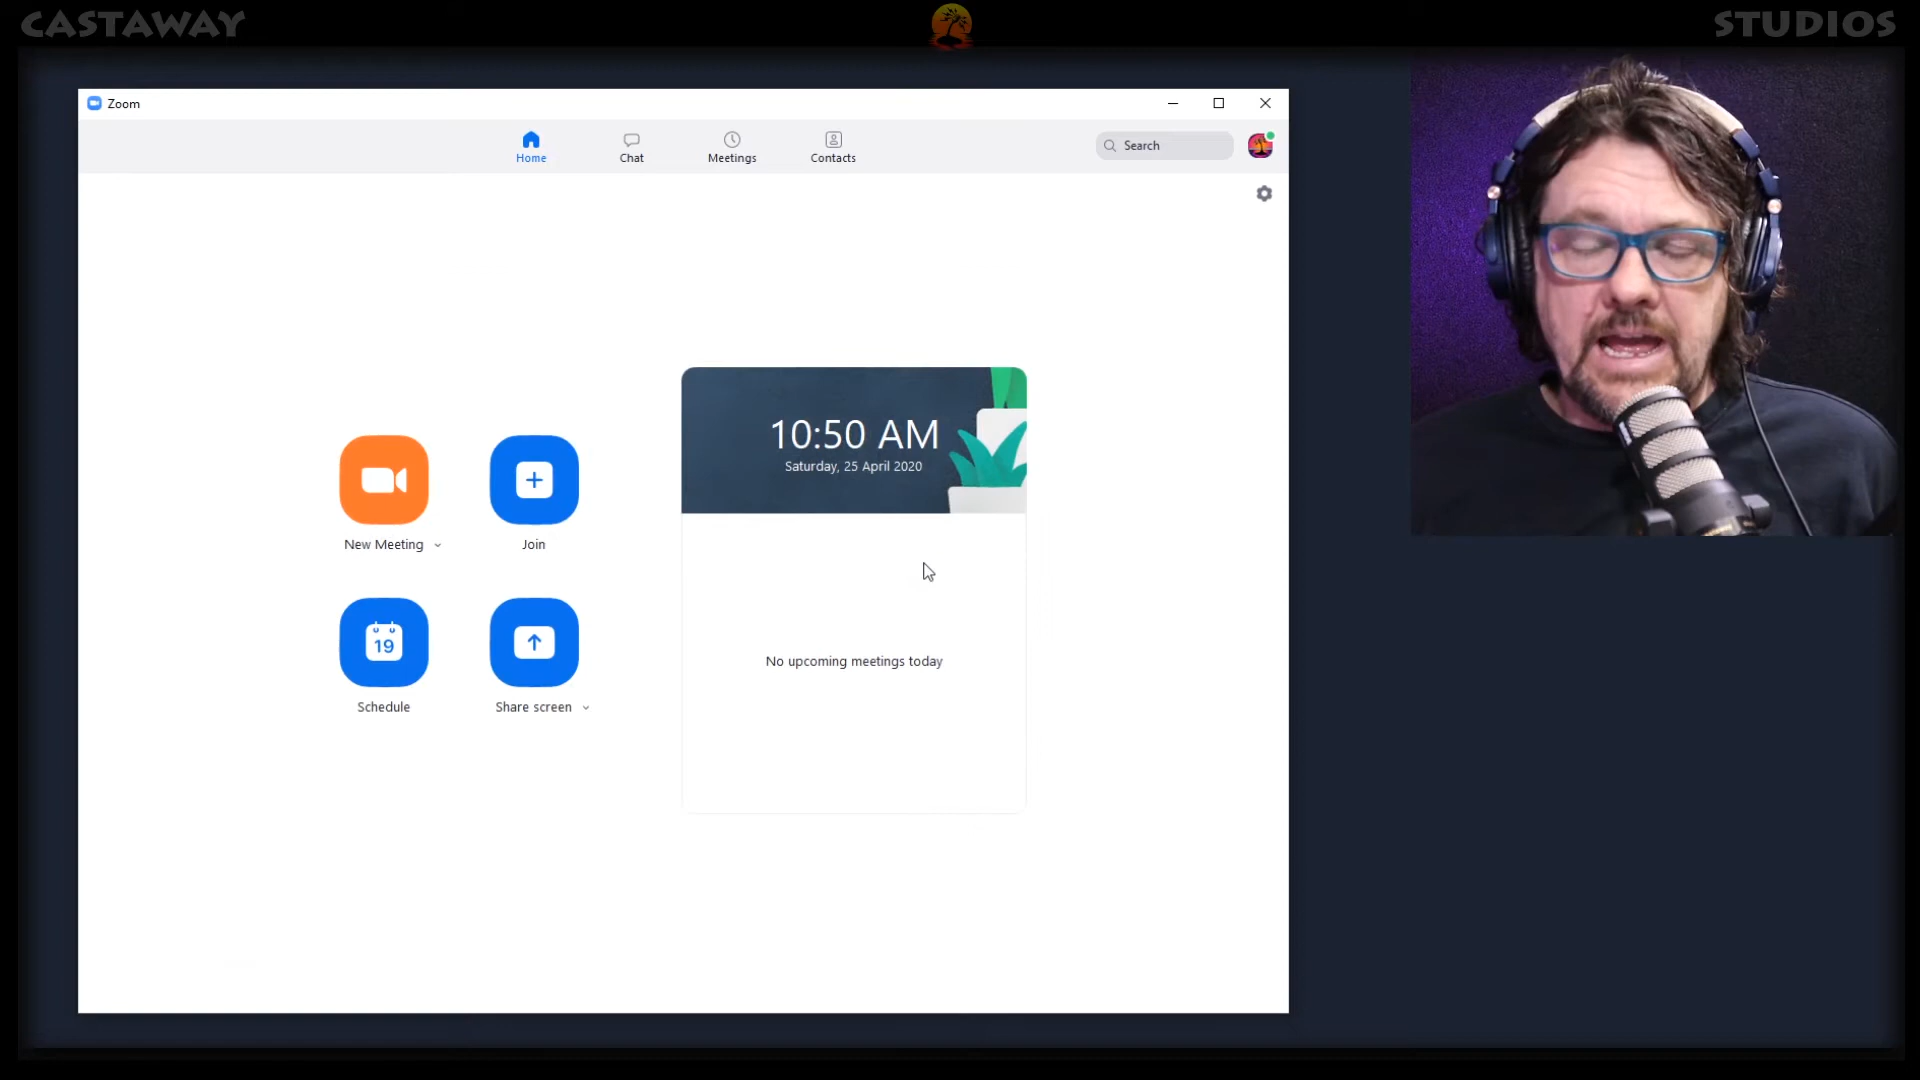 CASTAWAY
STUDIOS
Zoom
Home
Chat
Meetings
Contacts
Search
10:50 AM
Saturday, 25 April 2020
New Meeting
Join
19
Schedule
Share screen
No upcoming meetings today